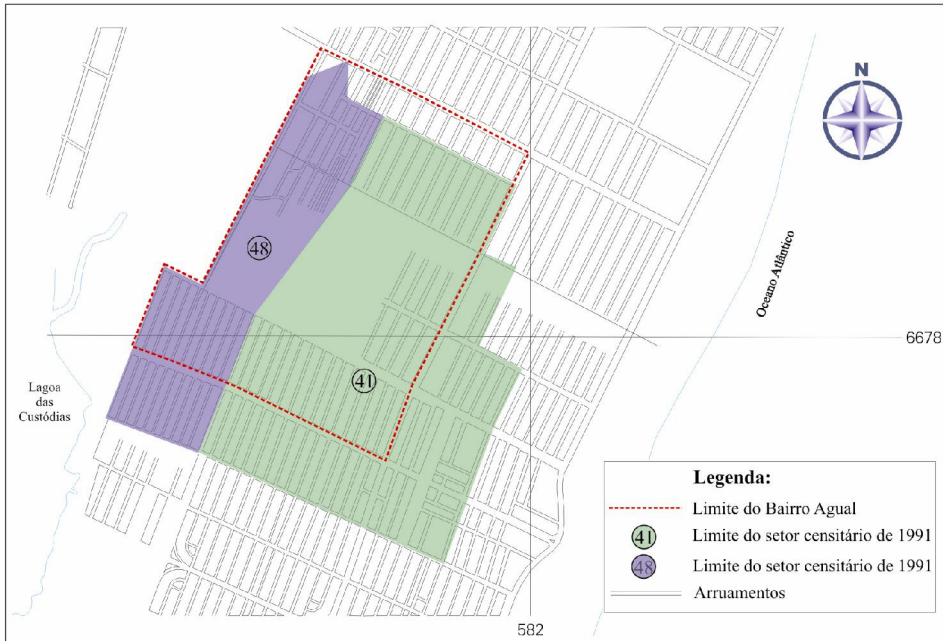 N
48
Oceano Atlântico
6678
41
Lagoa
das
Custódias
Legenda:
Limite do Bairro Agual
41 Limite do setor censitário de 1991
48 Limite do setor censitário de 1991
Arruamentos
582